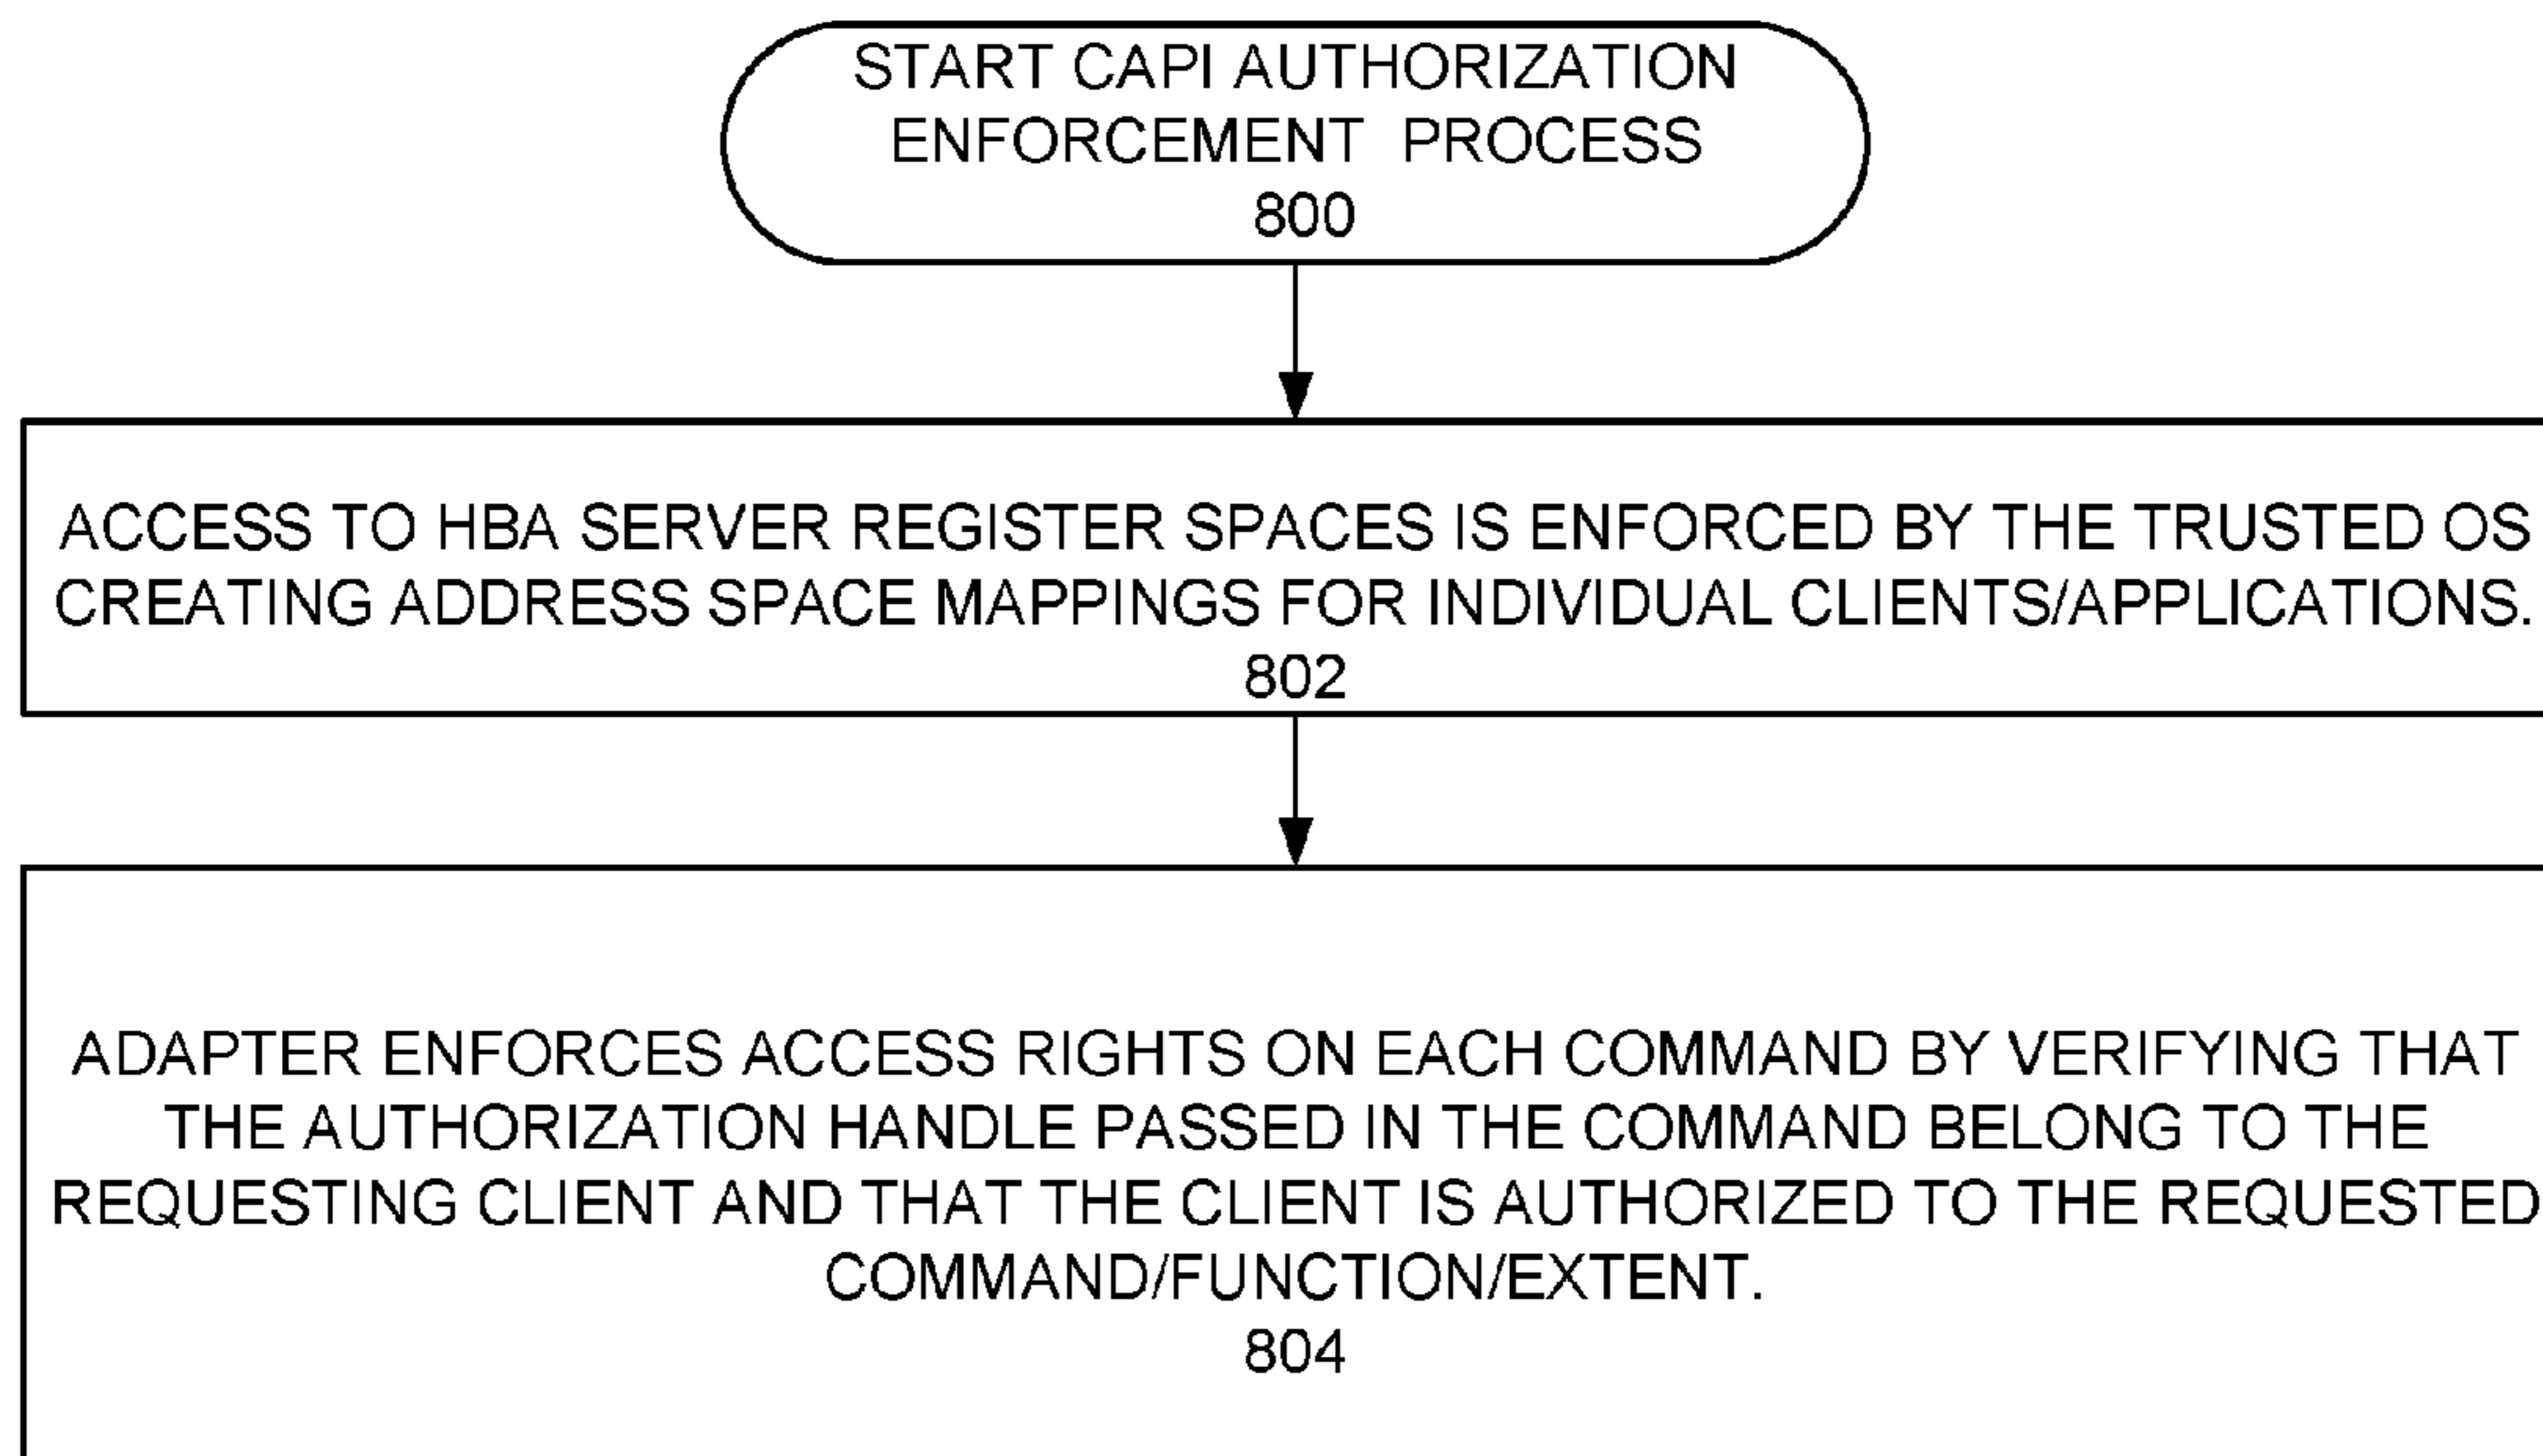 START CAPI AUTHORIZATION
ENFORCEMENT PROCESS
800
ACCESS TO HBA SERVER REGISTER SPACES IS ENFORCED BY THE TRUSTED OS
CREATING ADDRESS SPACE MAPPINGS FOR INDIVIDUAL CLIENTS/APPLICATIONS.
802
ADAPTER ENFORCES ACCESS RIGHTS ON EACH COMMAND BY VERIFYING THAT
THE AUTHORIZATION HANDLE PASSED IN THE COMMAND BELONG TO THE
REQUESTING CLIENT AND THAT THE CLIENT IS AUTHORIZED TO THE REQUESTED
COMMAND/FUNCTION/EXTENT.
804